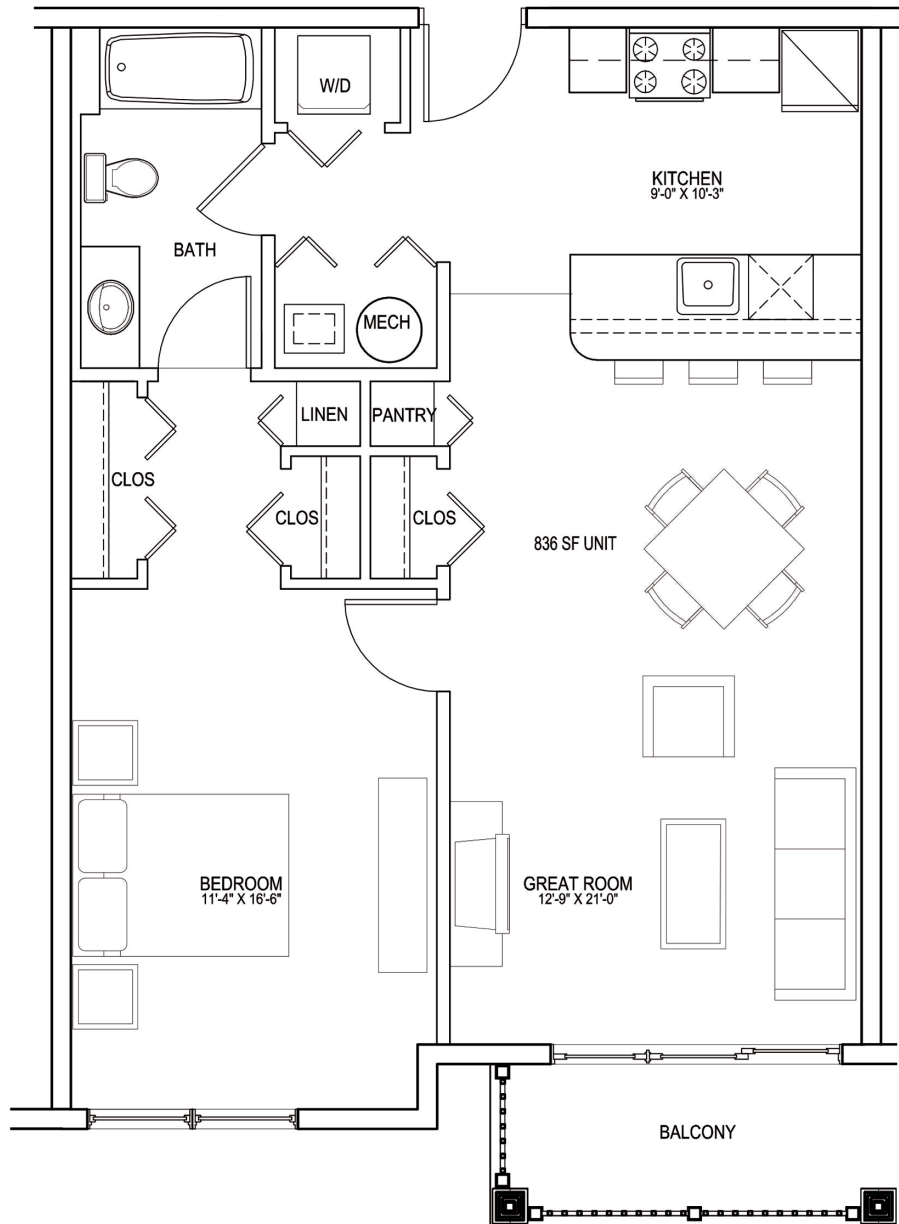 W/D
KITCHEN
9'-0" X 10'-3"
BATH
MECH
LINEN
PANTRY
CLOS
CLOS
CLOS
836 SF UNIT
BEDROOM
11'-4" X 16'-6"
GREAT ROOM
12'-9" X 21'-0"
BALCONY